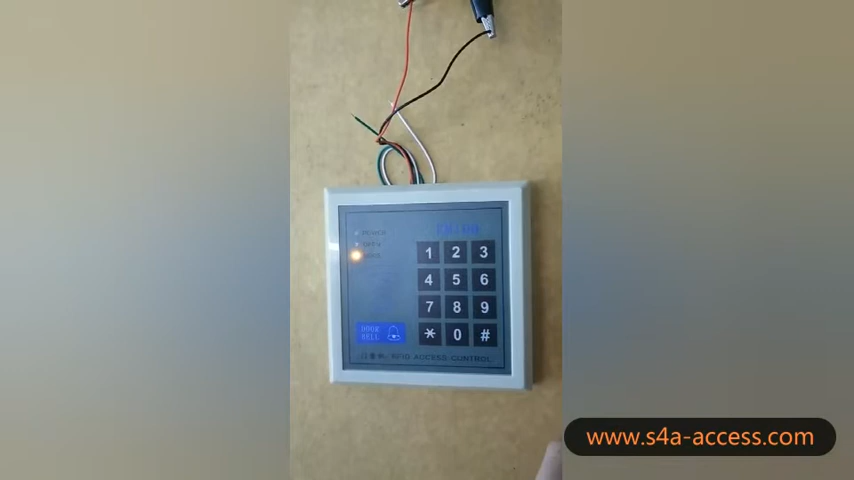 POWER
OPEN
1 2 3
4 5 6
7 8 9
* 0 #
DOOR
BELL
RFID ACCESS CONTROL
www.s4a-access.com